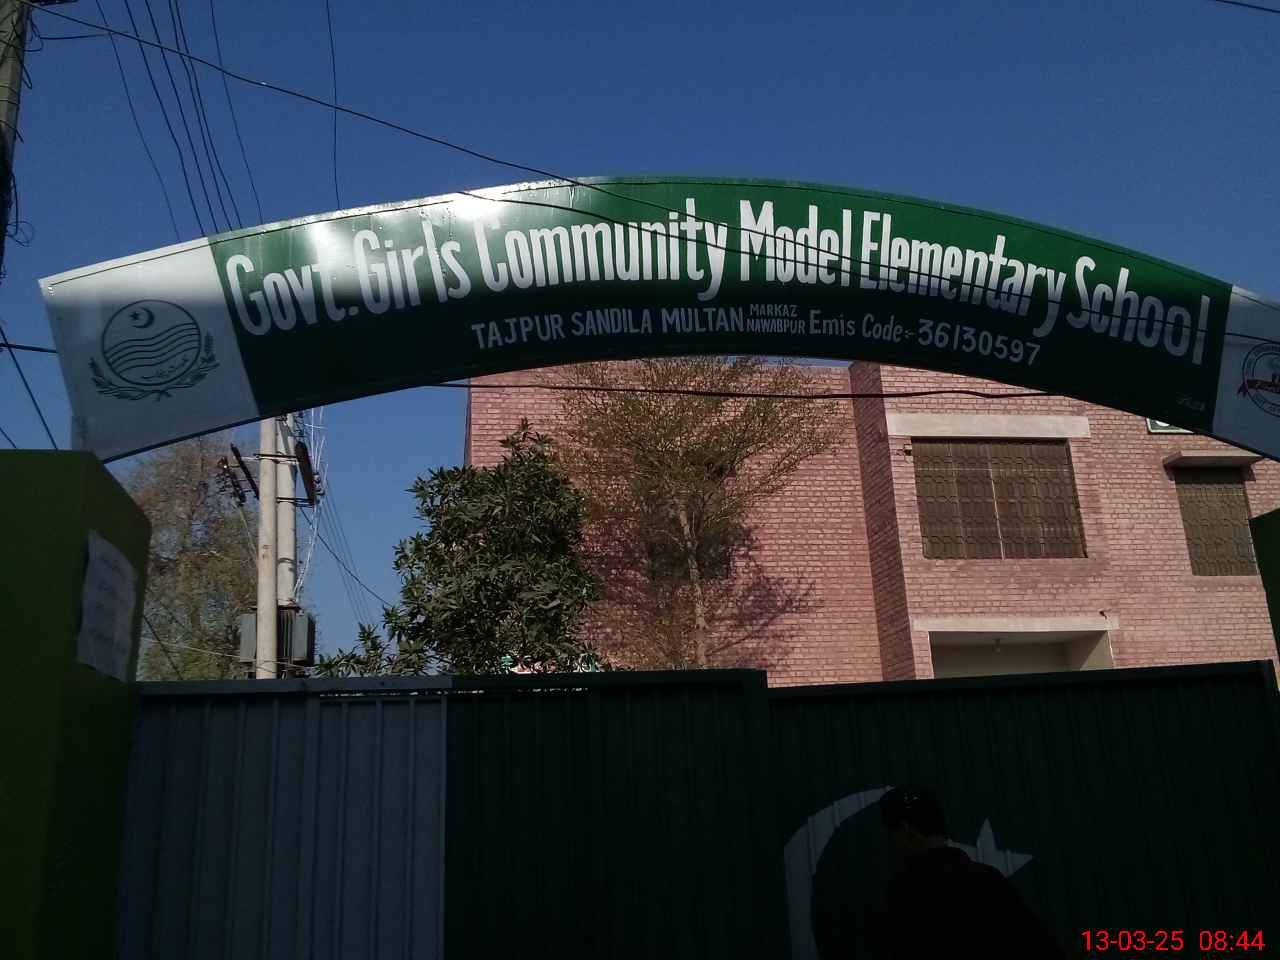 Govt. Girls Community Model Elementary School
TAJPUR SANDILA MULTAN MARKAZ NAWABPUR Emis Code:- 36130597
13-03-25 08:44